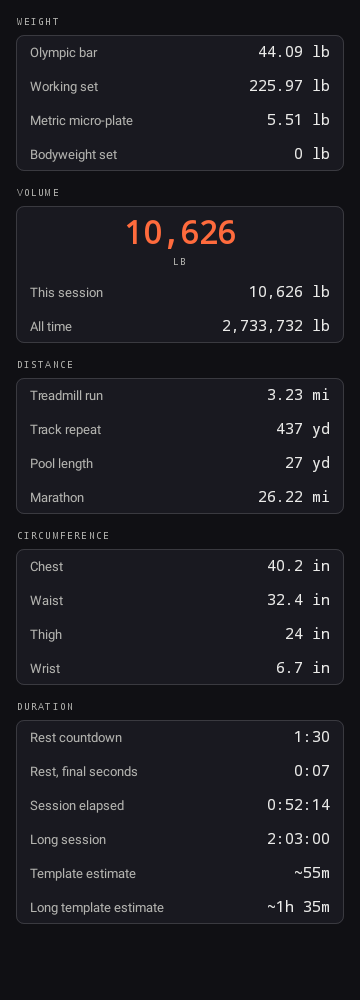 WEIGHT
Olympic bar 44.09 lb
Working set 225.97 lb
Metric micro-plate 5.51 lb
Bodyweight set 0 lb
VOLUME
10,626
LB
This session 10,626 lb
All time 2,733,732 lb
DISTANCE
Treadmill run 3.23 mi
Track repeat 437 yd
Pool length 27 yd
Marathon 26.22 mi
CIRCUMFERENCE
Chest 40.2 in
Waist 32.4 in
Thigh 24 in
Wrist 6.7 in
DURATION
Rest countdown 1:30
Rest, final seconds 0:07
Session elapsed 0:52:14
Long session 2:03:00
Template estimate ~55m
Long template estimate ~1h 35m